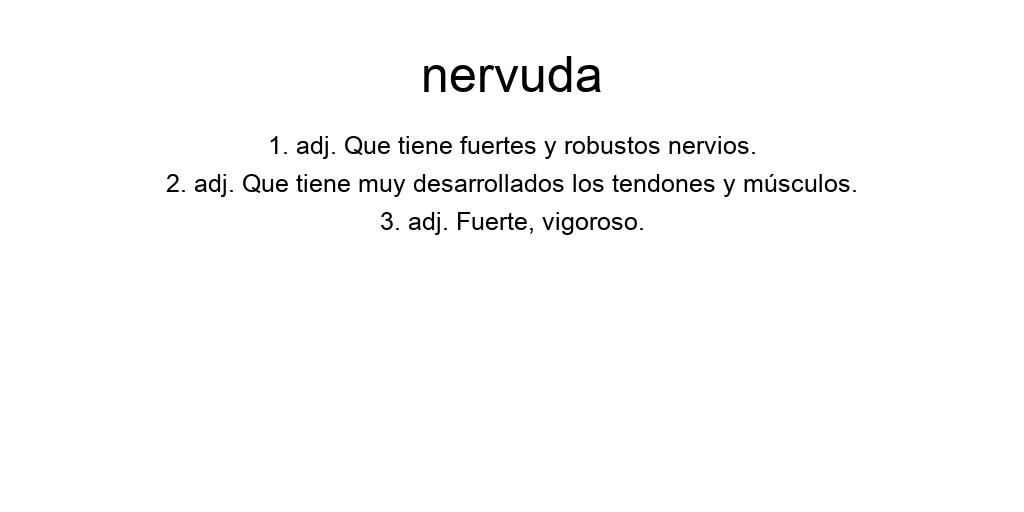 nervuda
1. adj. Que tiene fuertes y robustos nervios.
2. adj. Que tiene muy desarrollados los tendones y músculos.
3. adj. Fuerte, vigoroso.